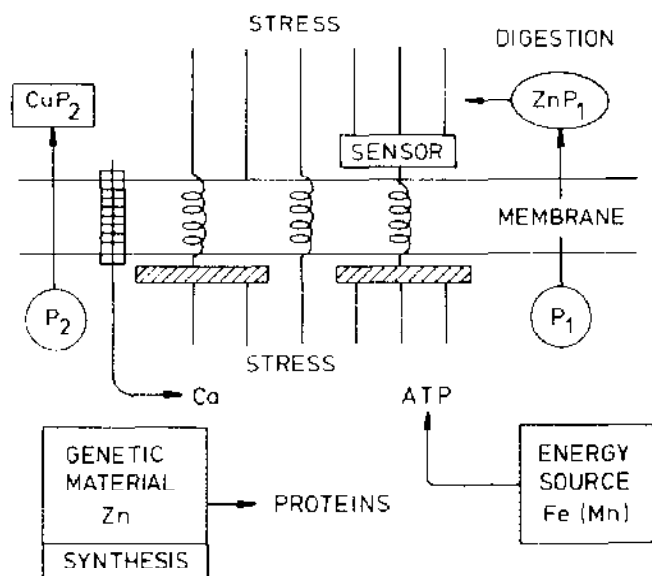 STRESS
DIGESTION
CuP2
ZnP1
SENSOR
MEMBRANE
P2
P1
STRESS
Ca
ATP
GENETIC
MATERIAL
Zn
PROTEINS
ENERGY
SOURCE
Fe (Mn)
SYNTHESIS